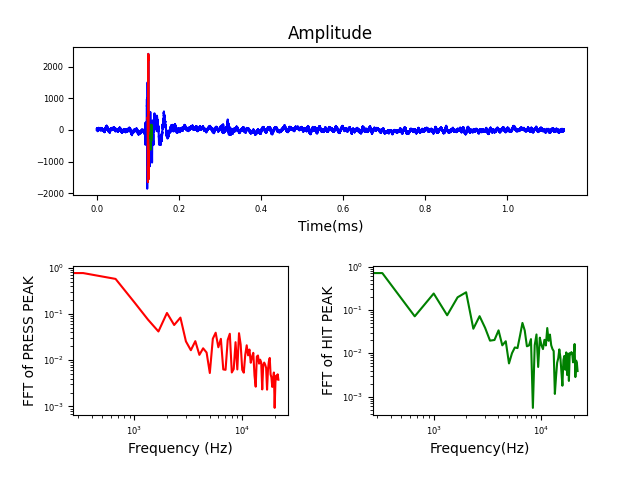 Amplitude
2000
1000
0
−1000
−2000
0.0 0.2 0.4 0.6 0.8 1.0
Time(ms)
FFT of PRESS PEAK
10⁰
10⁻¹
10⁻²
10⁻³
10³ 10⁴
Frequency (Hz)
FFT of HIT PEAK
10⁰
10⁻¹
10⁻²
10⁻³
10³ 10⁴
Frequency(Hz)